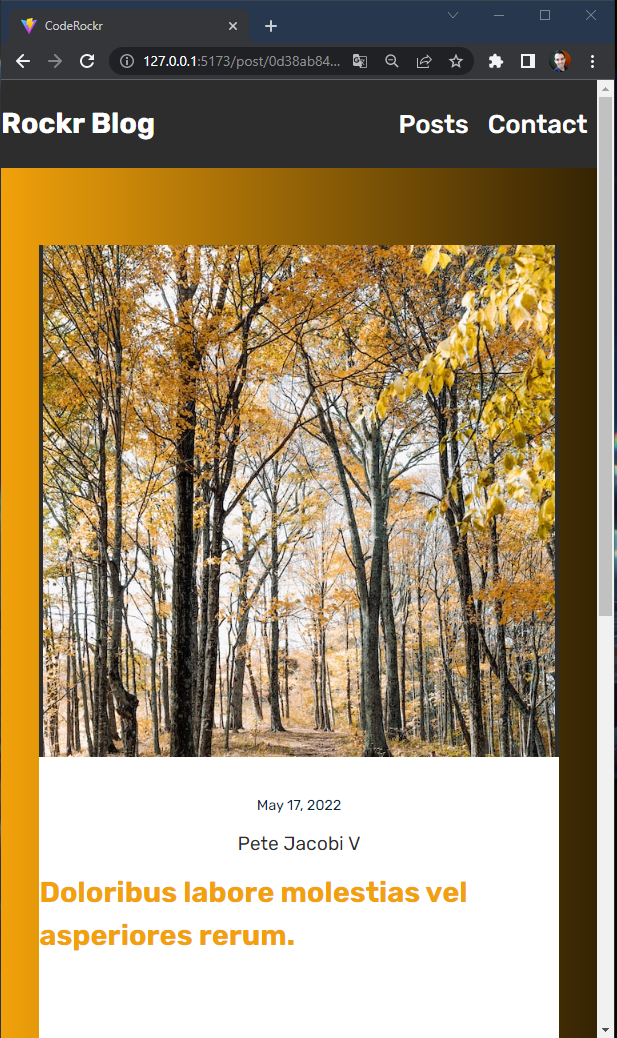 CodeRockr
127.0.0.1:5173/post/0d38ab84...
Rockr Blog
Posts Contact
May 17, 2022
Pete Jacobi V
Doloribus labore molestias vel
asperiores rerum.